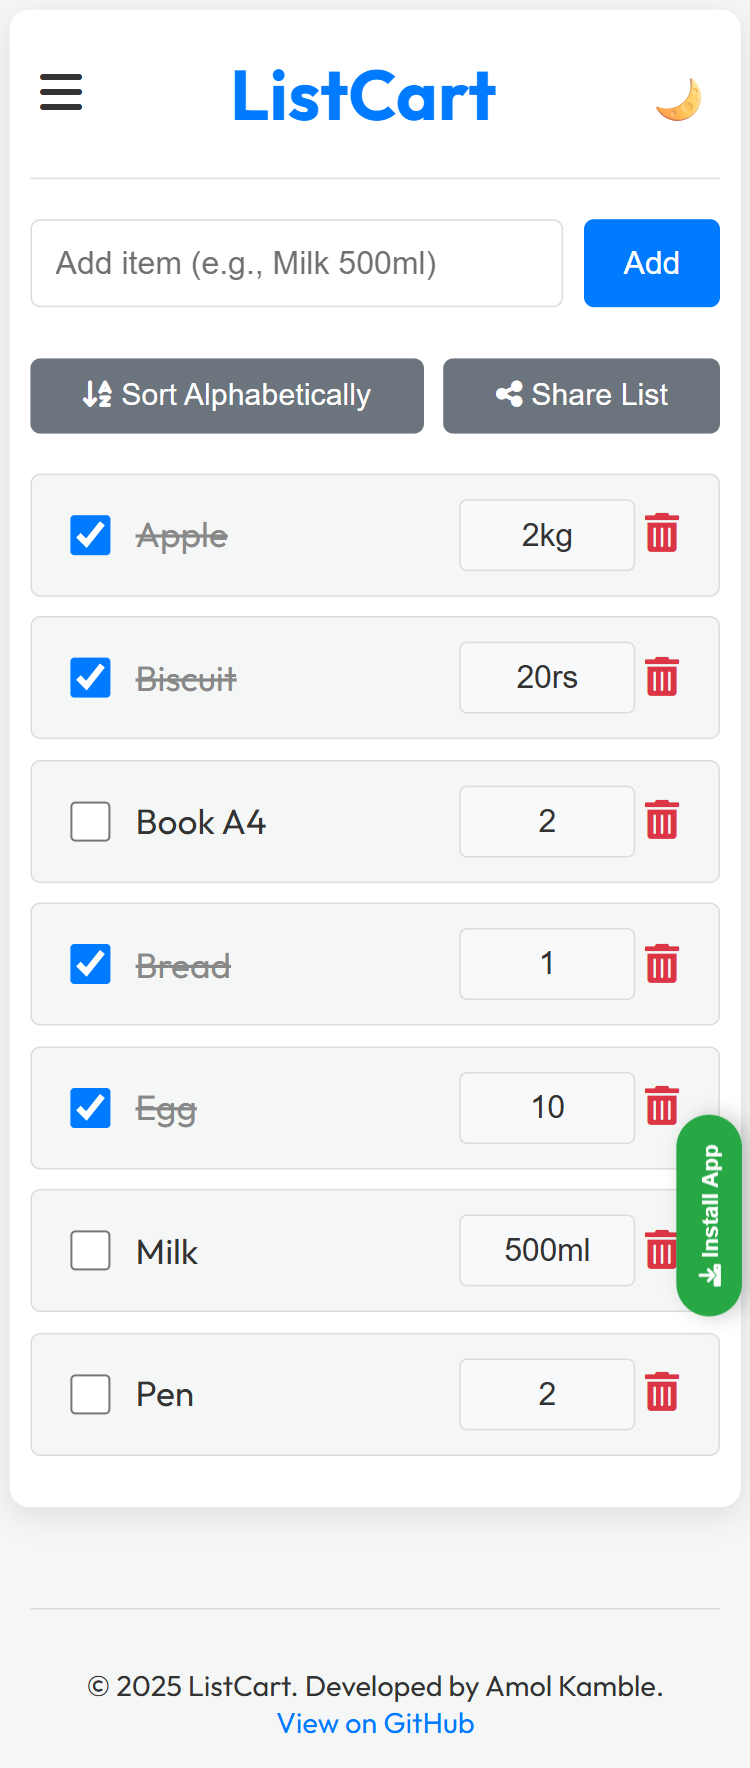 ListCart
Add item (e.g., Milk 500ml)
Add
Sort Alphabetically
Share List
Apple
2kg
Biscuit
20rs
Book A4
2
Bread
1
Egg
10
Install App
Milk
500ml
Pen
2
© 2025 ListCart. Developed by Amol Kamble.
View on GitHub